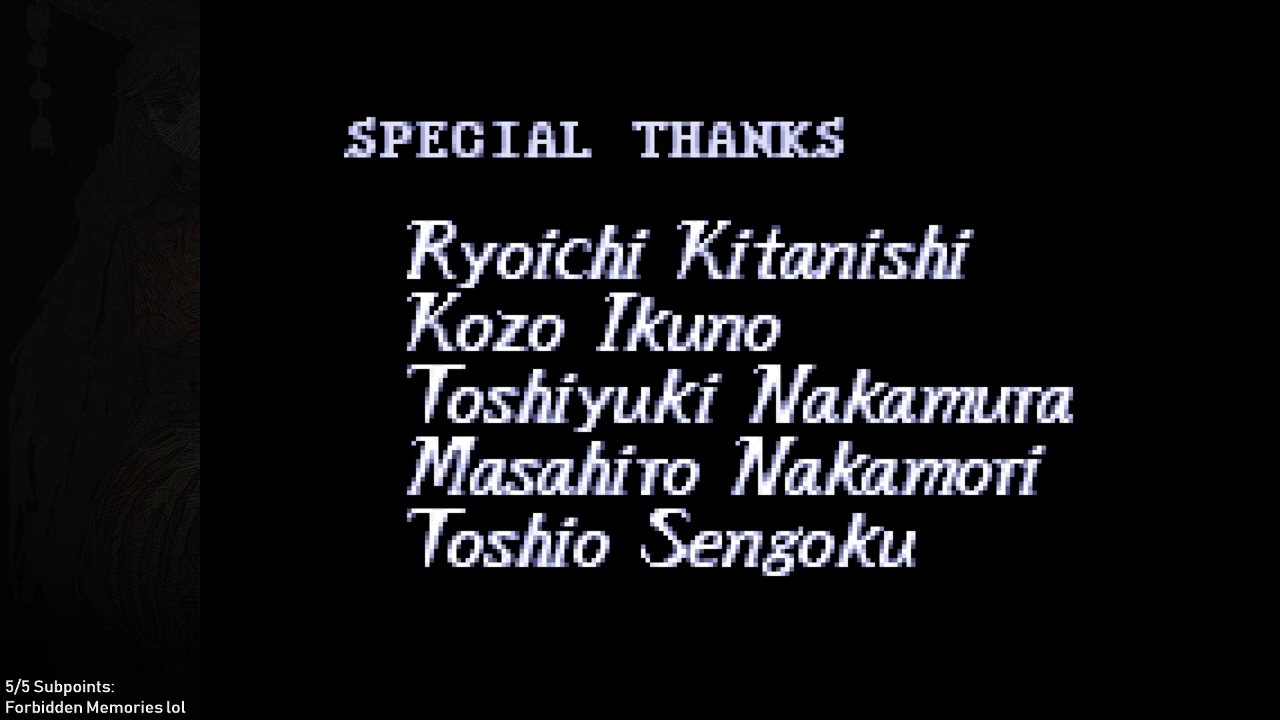 SPECIAL THANKS
Ryoichi Kitanishi
Kozo Ikuno
Toshiyuki Nakamura
Masahiro Nakamori
Toshio Sengoku
5/5 Subpoints:
Forbidden Memories lol